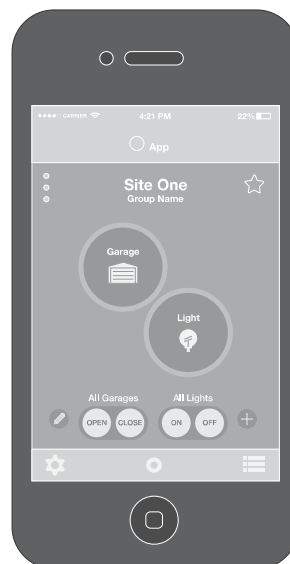 CARRIER 4:21 PM 22%
App
Site One
Group Name
Garage
Light
All Garages All Lights
OPEN CLOSE ON OFF